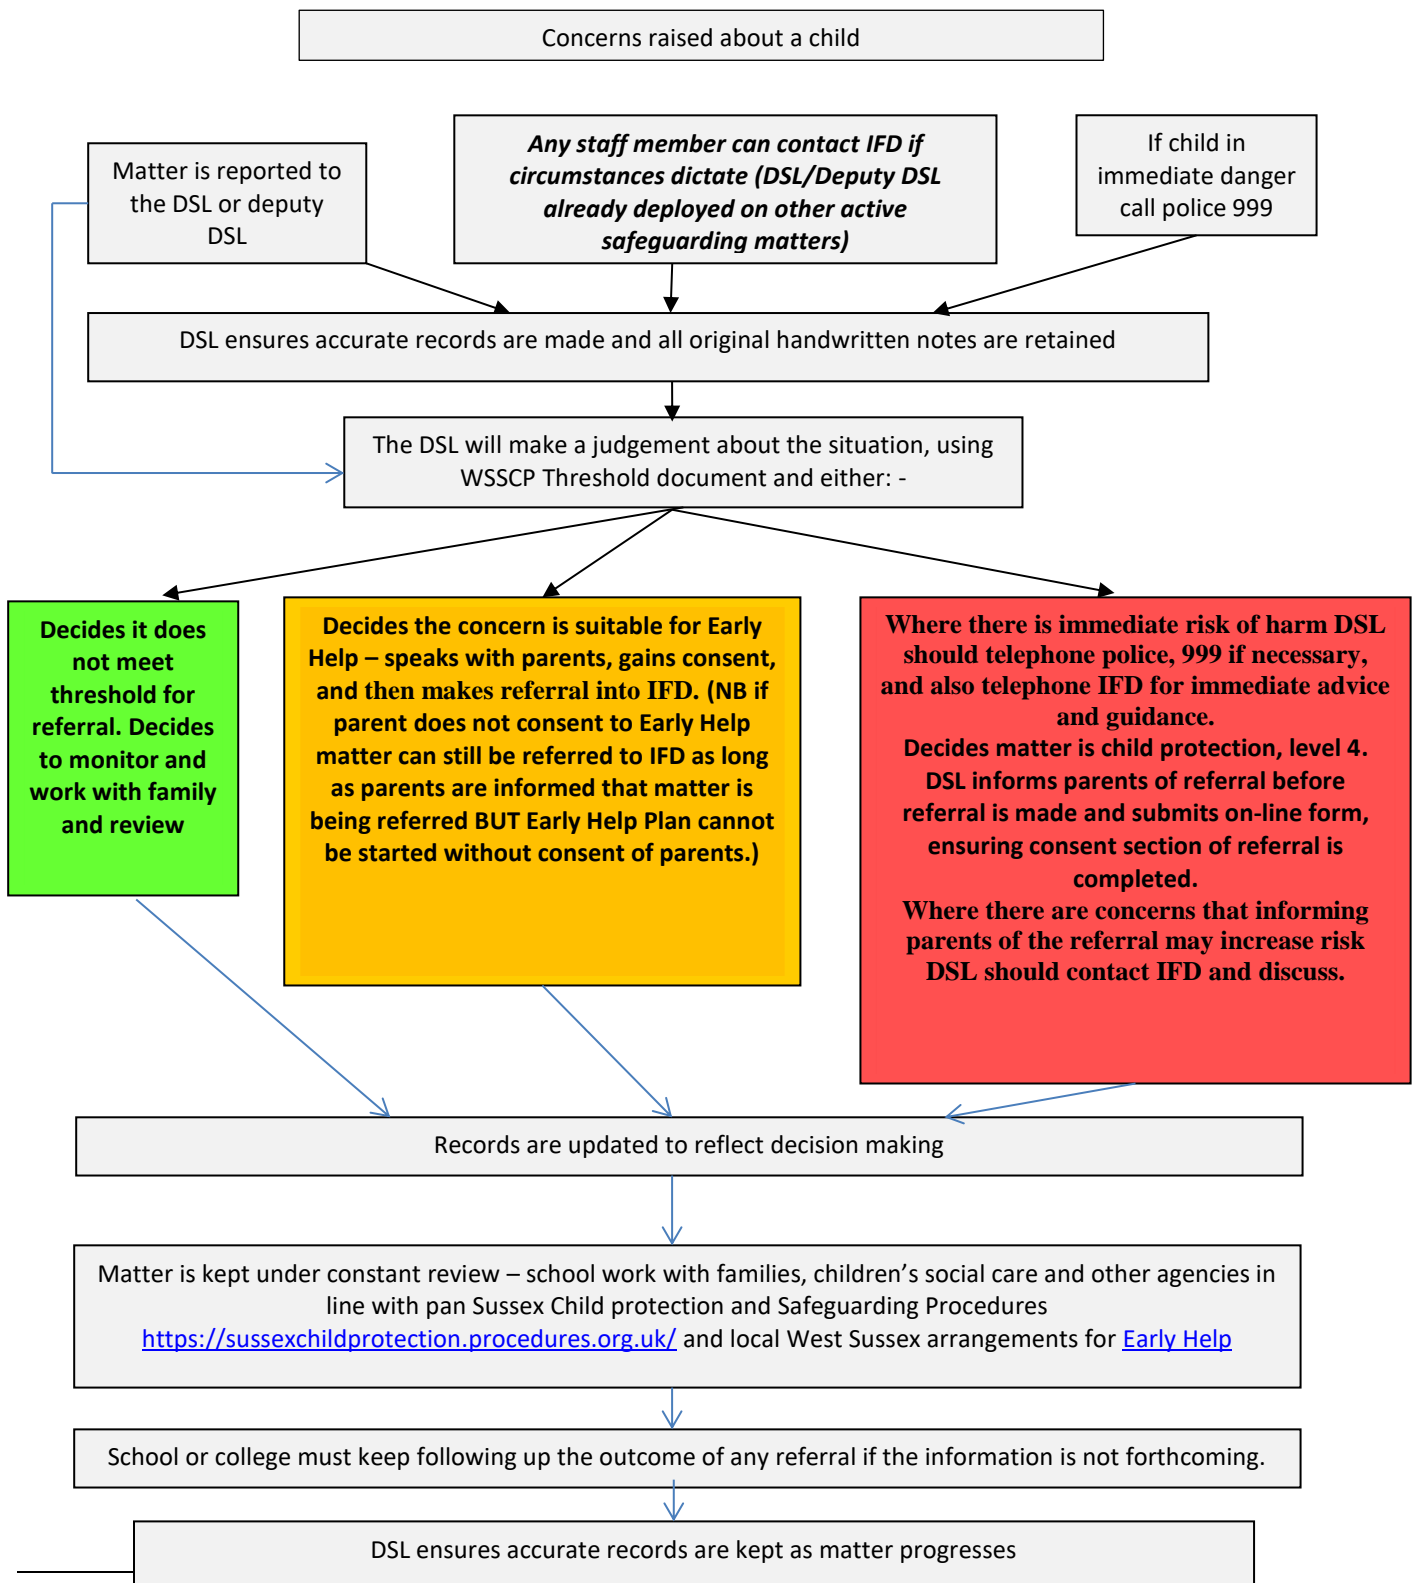 Concerns raised about a child
Matter is reported to
the DSL or deputy
DSL
Any staff member can contact IFD if
circumstances dictate (DSL/Deputy DSL
already deployed on other active
safeguarding matters)
If child in
immediate danger
call police 999
DSL ensures accurate records are made and all original handwritten notes are retained
The DSL will make a judgement about the situation, using
WSSCP Threshold document and either: -
Decides it does
not meet
threshold for
referral. Decides
to monitor and
work with family
and review
Decides the concern is suitable for Early
Help – speaks with parents, gains consent,
and then makes referral into IFD. (NB if
parent does not consent to Early Help
matter can still be referred to IFD as long
as parents are informed that matter is
being referred BUT Early Help Plan cannot
be started without consent of parents.)
Where there is immediate risk of harm DSL
should telephone police, 999 if necessary,
and also telephone IFD for immediate advice
and guidance.
Decides matter is child protection, level 4.
DSL informs parents of referral before
referral is made and submits on-line form,
ensuring consent section of referral is
completed.
Where there are concerns that informing
parents of the referral may increase risk
DSL should contact IFD and discuss.
Records are updated to reflect decision making
Matter is kept under constant review – school work with families, children’s social care and other agencies in
line with pan Sussex Child protection and Safeguarding Procedures
https://sussexchildprotection.procedures.org.uk/ and local West Sussex arrangements for Early Help
School or college must keep following up the outcome of any referral if the information is not forthcoming.
DSL ensures accurate records are kept as matter progresses